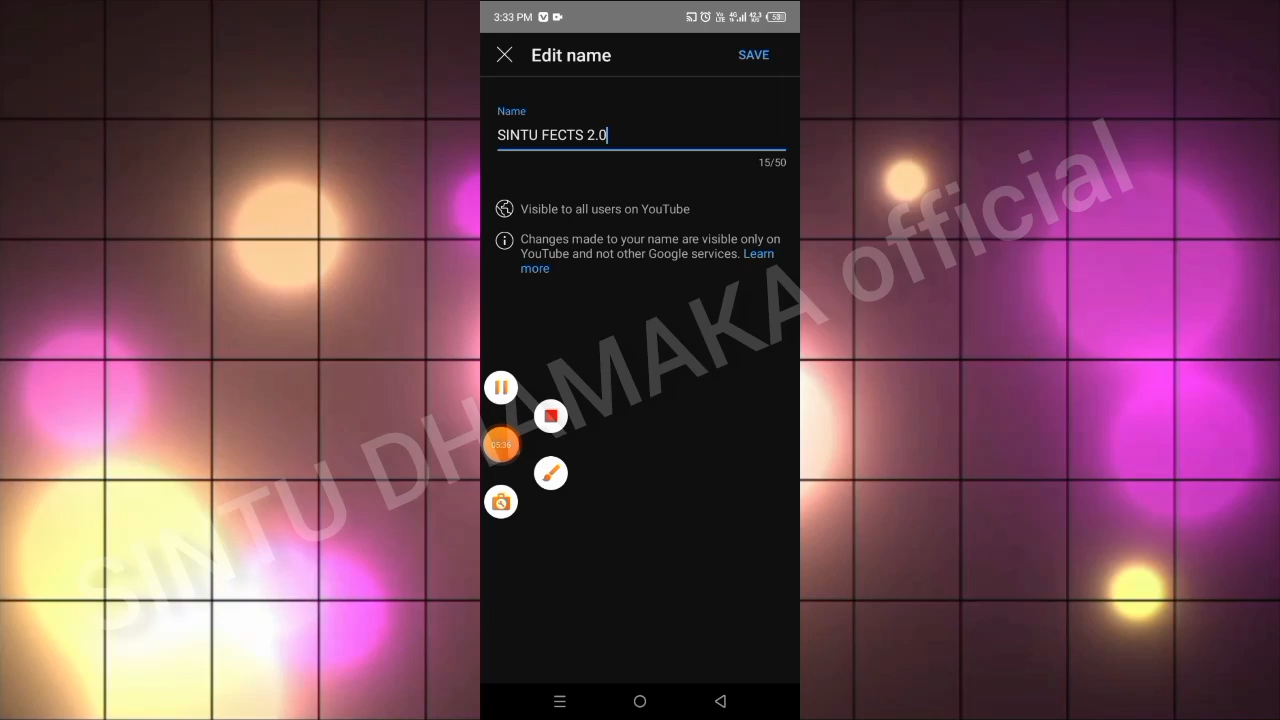 3:33 PM
Edit name
SAVE
Name
SINTU FECTS 2.0
15/50
Visible to all users on YouTube
Changes made to your name are visible only on
YouTube and not other Google services. Learn
more
05:36
SINTU DHAMAKA official